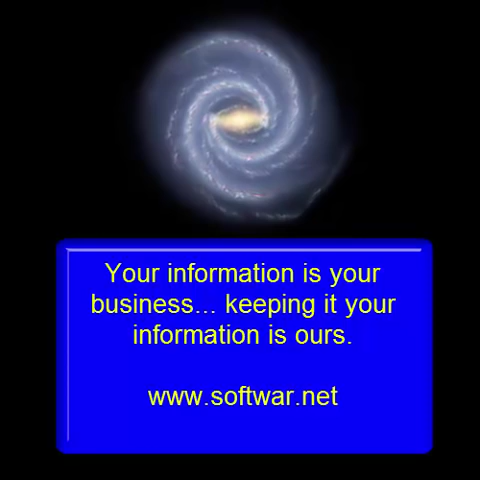 Your information is your
business... keeping it your
information is ours.
www.softwar.net